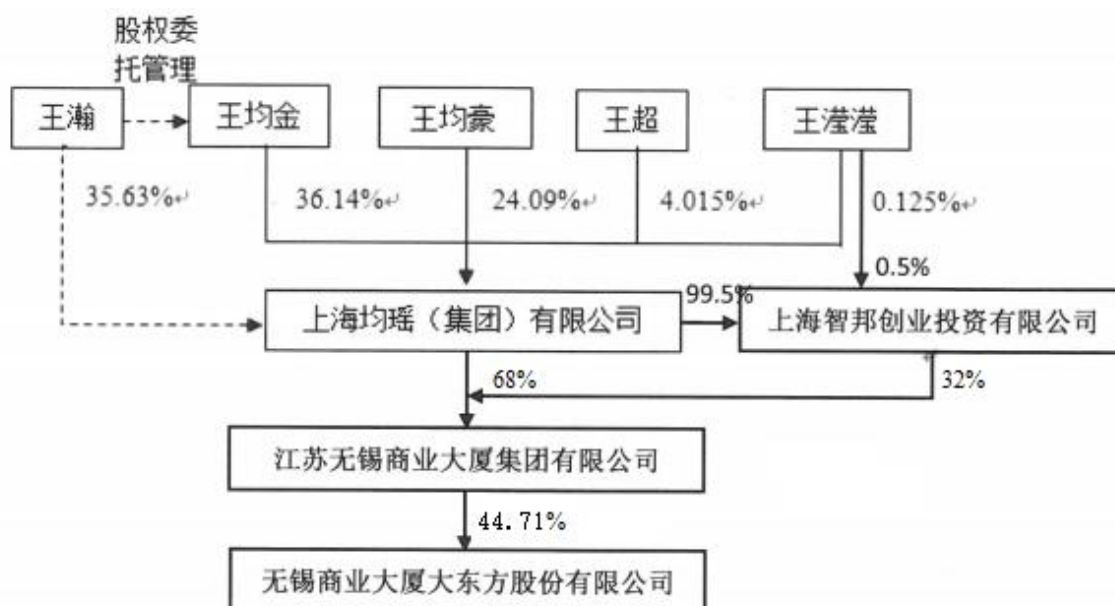 股权委
托管理
王瀚
王均金
王均豪
王超
王滢滢
35.63%↵
36.14%↵
24.09%↵
4.015%↵
0.125%↵
0.5%
99.5%
上海均瑶（集团）有限公司
上海智邦创业投资有限公司
68%
32%
江苏无锡商业大厦集团有限公司
44.71%
无锡商业大厦大东方股份有限公司